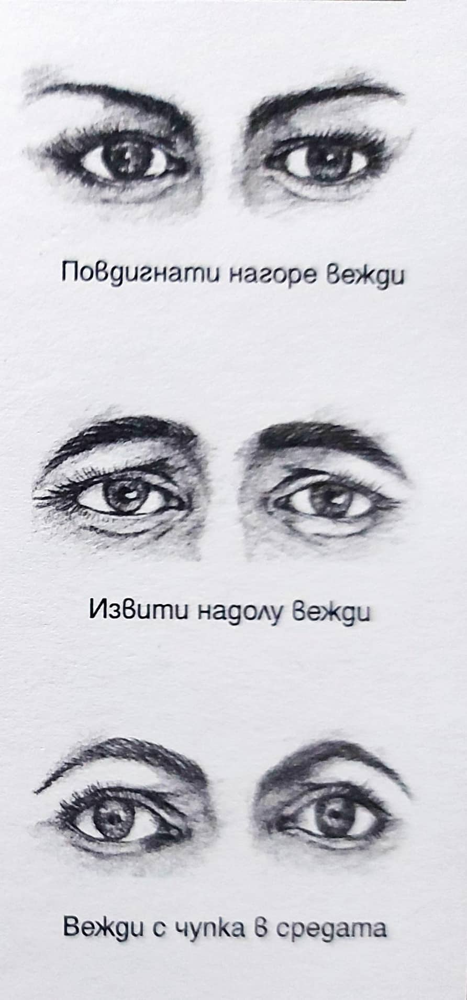 Повдигнати нагоре вежди
Извити надолу вежди
Вежди с чупка в средата